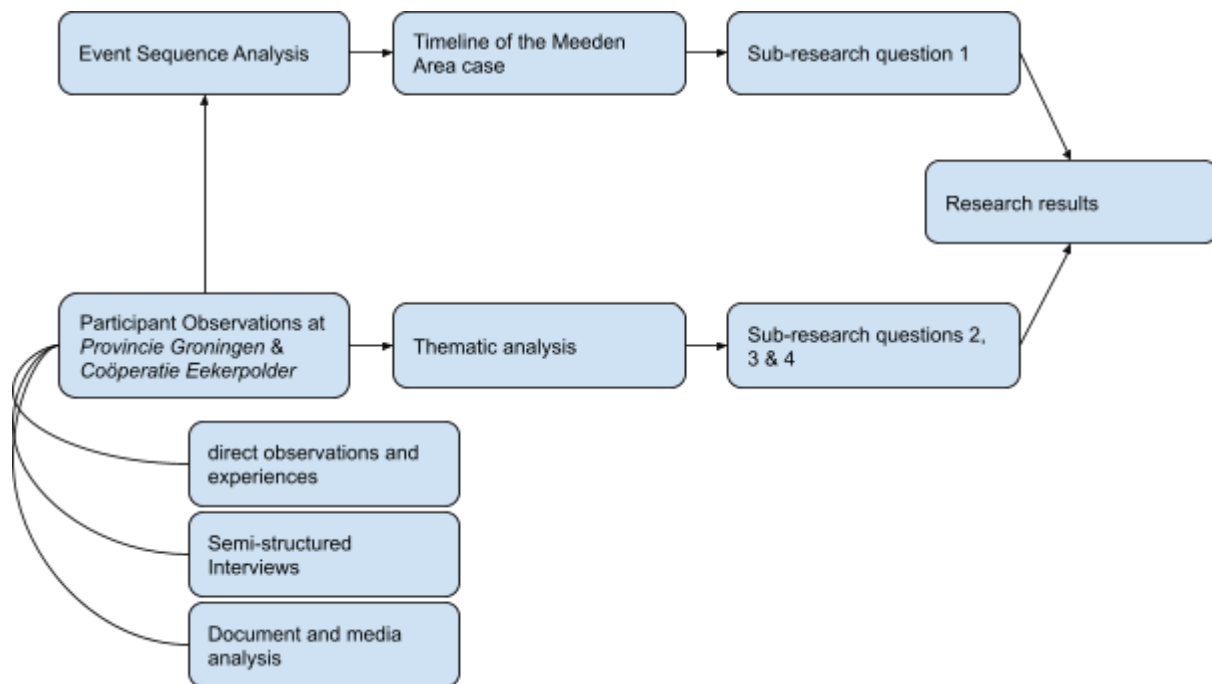 Event Sequence Analysis
Timeline of the Meeden
Area case
Sub-research question 1
Research results
Participant Observations at
Provincie Groningen &
Coöperatie Eekerpolder
Thematic analysis
Sub-research questions 2,
3 & 4
direct observations and
experiences
Semi-structured
Interviews
Document and media
analysis